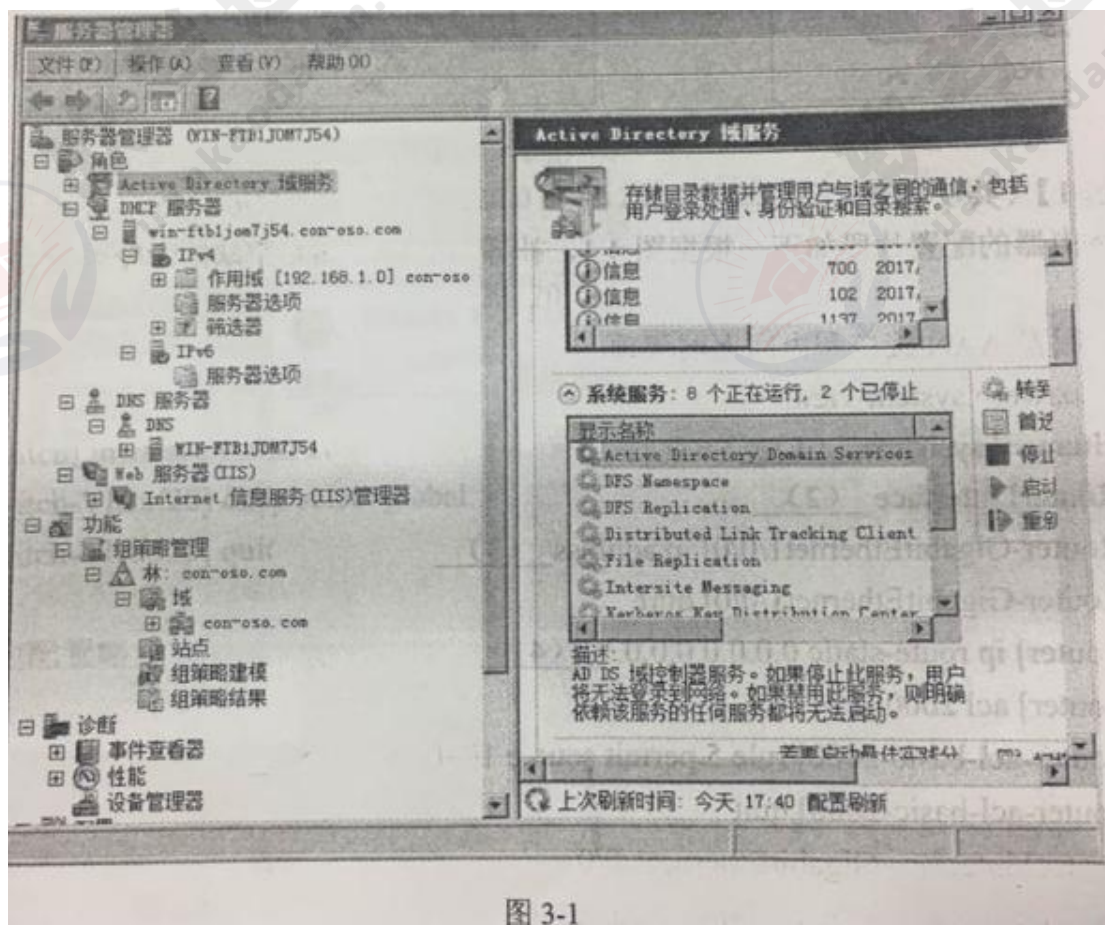 服务器管理器
文件(F) 操作(A) 查看(V) 帮助(H)
服务器管理器 (WIN-FTB1JOM7J54)
角色
Active Directory 域服务
DHCP 服务器
win-ftb1jom7j54.con-oso.com
IPv4
作用域 [192.168.1.0] con-oso
服务器选项
筛选器
IPv6
服务器选项
DNS 服务器
DNS
WIN-FTB1JOM7J54
Web 服务器(IIS)
Internet 信息服务(IIS)管理器
功能
组策略管理
林: con-oso.com
域
con-oso.com
站点
组策略建模
组策略结果
诊断
事件查看器
性能
设备管理器
Active Directory 域服务
存储目录数据并管理用户与域之间的通信,包括
用户登录处理、身份验证和目录搜索。
信息 700 2017,
信息 102 2017,
信息 1137 2017
系统服务: 8 个正在运行, 2 个已停止
显示名称
Active Directory Domain Services
DFS Namespace
DFS Replication
Distributed Link Tracking Client
File Replication
Intersite Messaging
Kerberos Key Distribution Center
转到
首选
停止
启动
重新
描述:
AD DS 域控制器服务。如果停止此服务,用户
将无法登录到网络。如果禁用此服务,则明确
依赖该服务的任何服务都将无法启动。
上次刷新时间: 今天 17:40 配置刷新
图 3-1